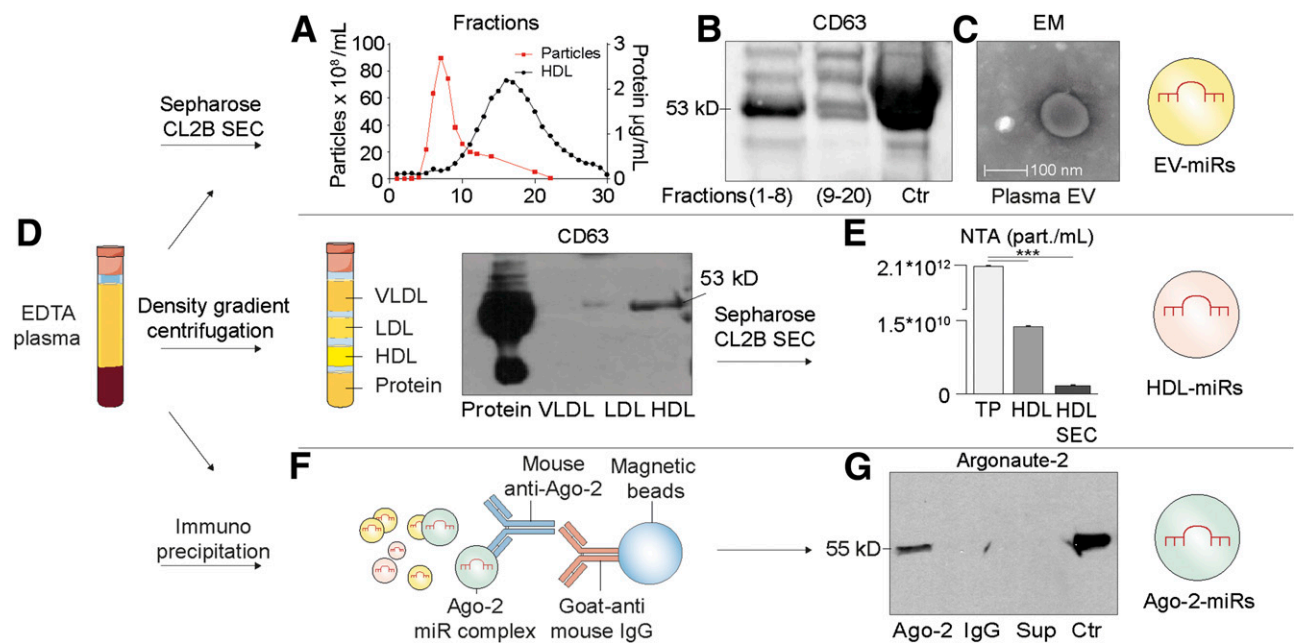 A
Fractions
Particles x 10⁸/mL
100
80
60
40
20
0
Particles
HDL
3
2
1
0
Protein µg/mL
0
10
20
30
B
CD63
53 kD
Fractions (1-8)
(9-20)
Ctr
C
EM
100 nm
Plasma EV
EV-miRs
Sepharose
CL2B SEC
D
EDTA
plasma
Density gradient
centrifugation
VLDL
LDL
HDL
Protein
CD63
53 kD
Protein VLDL LDL HDL
Sepharose
CL2B SEC
E
NTA (part./mL)
***
2.1*10¹²
1.5*10¹⁰
0
TP
HDL
HDL
SEC
HDL-miRs
Immuno
precipitation
F
Mouse
anti-Ago-2
Magnetic
beads
Ago-2
miR complex
Goat-anti
mouse IgG
G
Argonaute-2
55 kD
Ago-2 IgG Sup Ctr
Ago-2-miRs